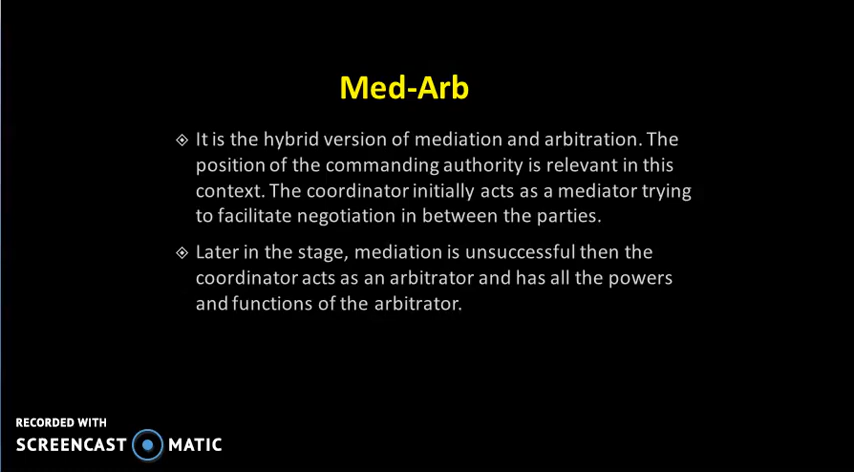 Med-Arb
It is the hybrid version of mediation and arbitration. The
position of the commanding authority is relevant in this
context. The coordinator initially acts as a mediator trying
to facilitate negotiation in between the parties.
Later in the stage, mediation is unsuccessful then the
coordinator acts as an arbitrator and has all the powers
and functions of the arbitrator.
RECORDED WITH
SCREENCAST MATIC